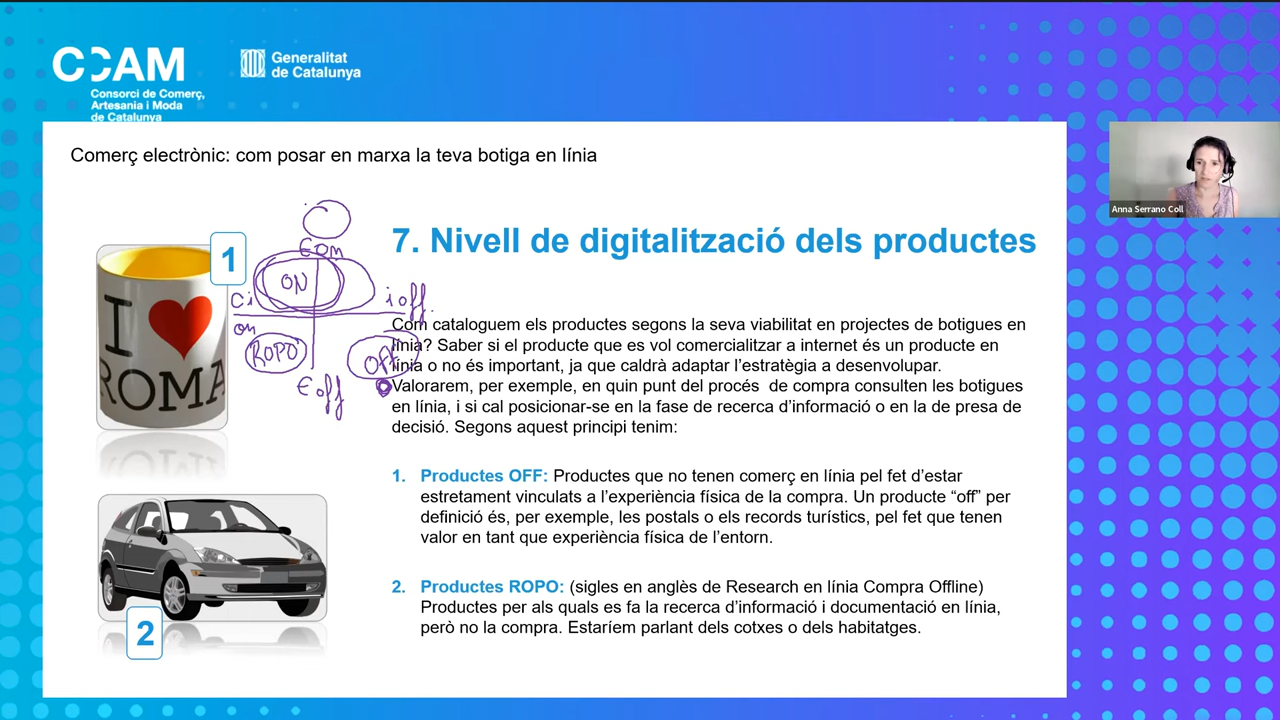 CCAM
Consorci de Comerç,
Artesania i Moda
de Catalunya
Generalitat
de Catalunya
Comerç electrònic: com posar en marxa la teva botiga en línia
Anna Serrano Coll
7. Nivell de digitalització dels productes
1
I
ROMA
ON
i off.
on
ROPO
OFF
€ off
Com cataloguem els productes segons la seva viabilitat en projectes de botigues en
línia? Saber si el producte que es vol comercialitzar a internet és un producte en
línia o no és important, ja que caldrà adaptar l’estratègia a desenvolupar.
Valorarem, per exemple, en quin punt del procés de compra consulten les botigues
en línia, i si cal posicionar-se en la fase de recerca d’informació o en la de presa de
decisió. Segons aquest principi tenim:
1. Productes OFF: Productes que no tenen comerç en línia pel fet d’estar
estretament vinculats a l’experiència física de la compra. Un producte “off” per
definició és, per exemple, les postals o els records turístics, pel fet que tenen
valor en tant que experiència física de l’entorn.
2. Productes ROPO: (sigles en anglès de Research en línia Compra Offline)
Productes per als quals es fa la recerca d’informació i documentació en línia,
però no la compra. Estaríem parlant dels cotxes o dels habitatges.
2